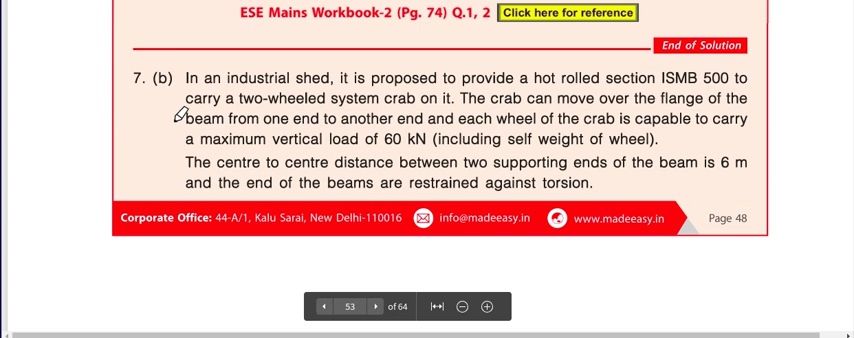 ESE Mains Workbook-2 (Pg. 74) Q.1, 2 Click here for reference
End of Solution
7. (b) In an industrial shed, it is proposed to provide a hot rolled section ISMB 500 to
carry a two-wheeled system crab on it. The crab can move over the flange of the
beam from one end to another end and each wheel of the crab is capable to carry
a maximum vertical load of 60 kN (including self weight of wheel).
The centre to centre distance between two supporting ends of the beam is 6 m
and the end of the beams are restrained against torsion.
Corporate Office: 44-A/1, Kalu Sarai, New Delhi-110016 info@madeeasy.in www.madeeasy.in Page 48
53 of 64